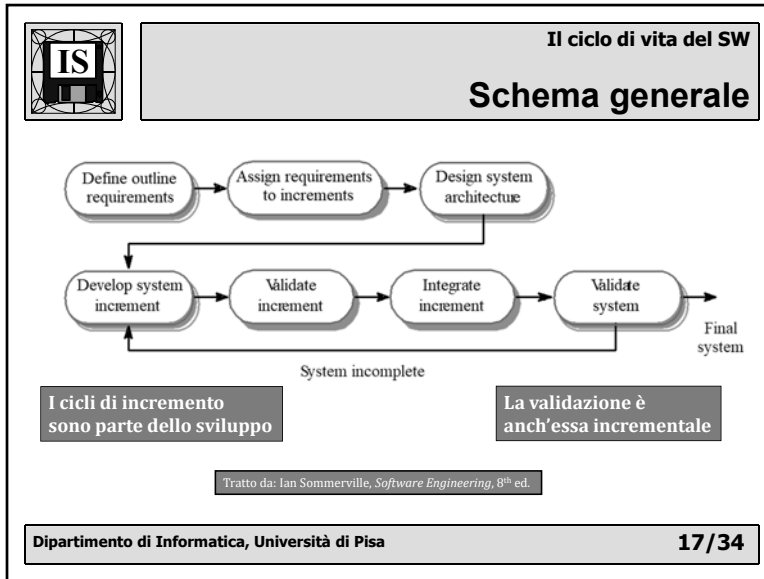 IS
Il ciclo di vita del SW
Schema generale
Define outline
requirements
Assign requirements
to increments
Design system
architecture
Develop system
increment
Validate
increment
Integrate
increment
Validate
system
Final
system
System incomplete
I cicli di incremento
sono parte dello sviluppo
La validazione è
anch'essa incrementale
Tratto da: Ian Sommerville, Software Engineering, 8th ed.
Dipartimento di Informatica, Università di Pisa
17/34